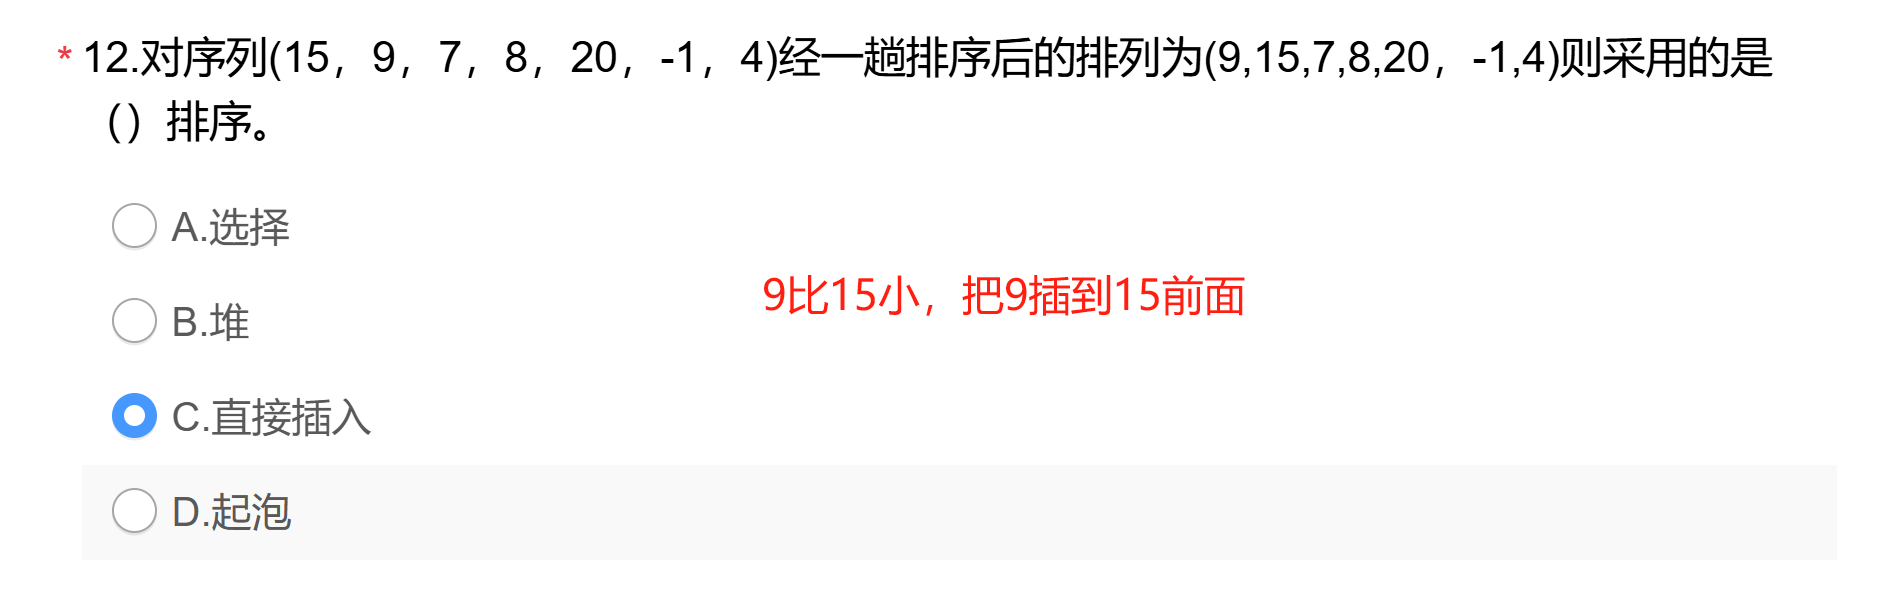 * 12.对序列(15，9，7，8，20，-1，4)经一趟排序后的排列为(9,15,7,8,20，-1,4)则采用的是
（）排序。
A.选择
9比15小，把9插到15前面
B.堆
C.直接插入
D.起泡